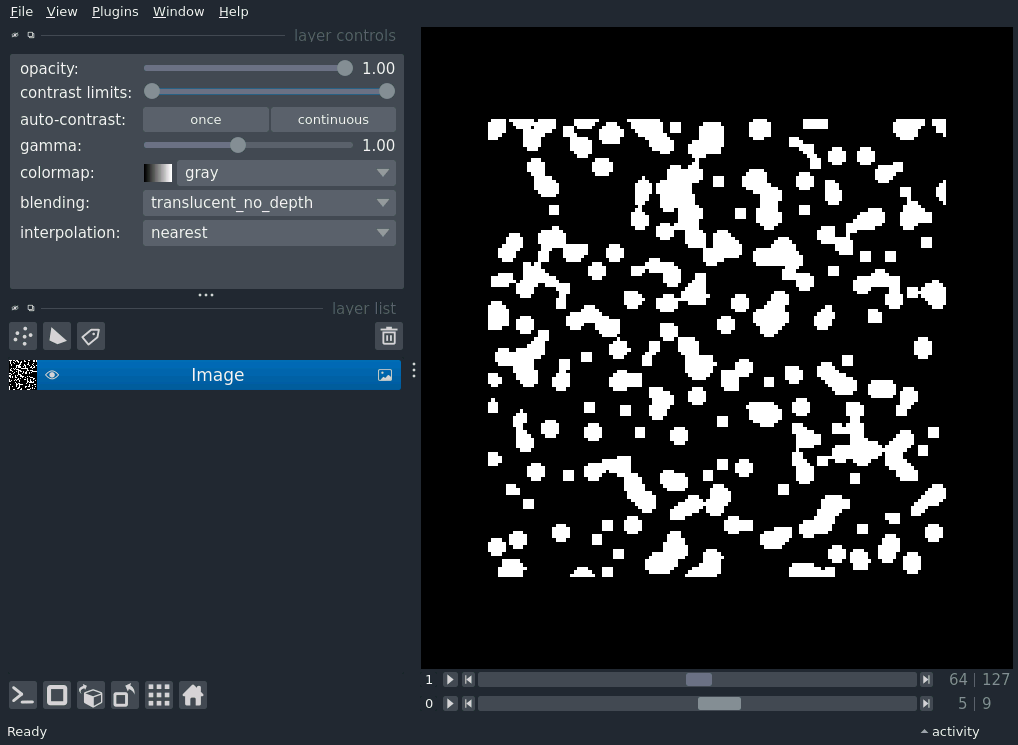 File View Plugins Window Help
layer controls
opacity: 1.00
contrast limits:
auto-contrast: once continuous
gamma: 1.00
colormap: gray
blending: translucent_no_depth
interpolation: nearest
layer list
Image
1 64 | 127
0 5 | 9
Ready activity